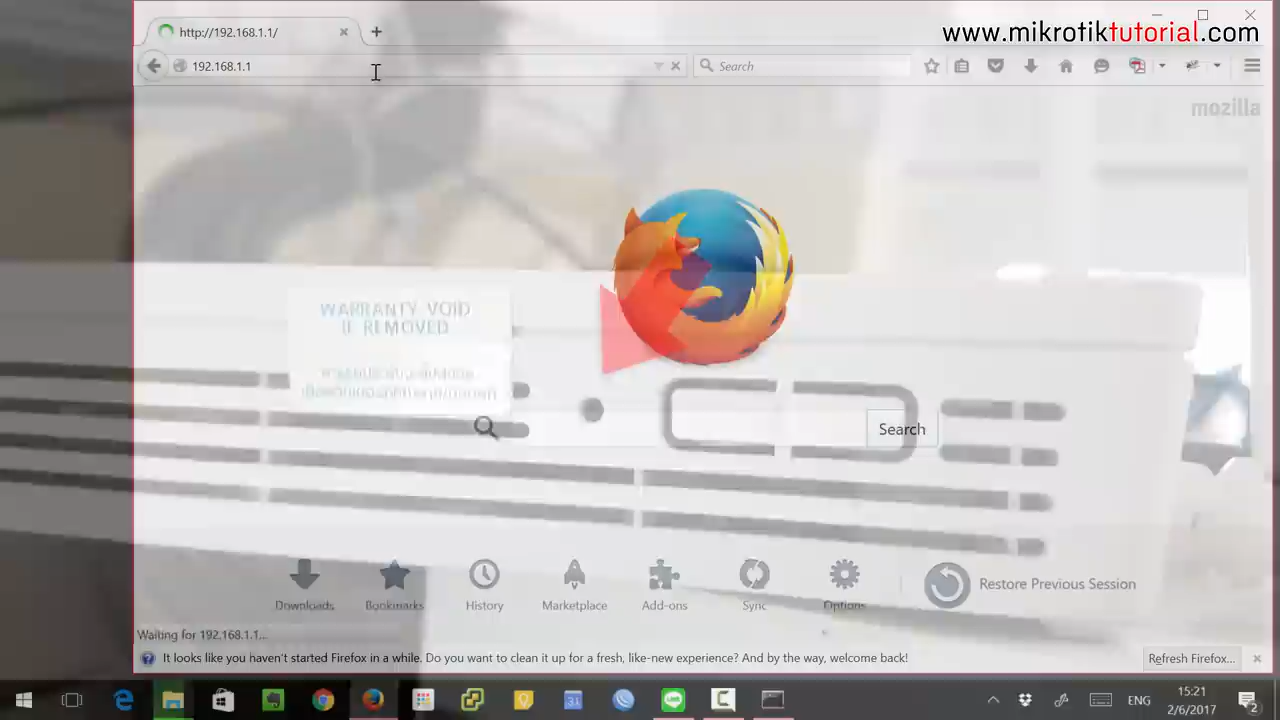 http://192.168.1.1/
www.mikrotiktutorial.com
192.168.1.1
Search
mozilla
WARRANTY VOID
IF REMOVED
Search
Downloads
Bookmarks
History
Marketplace
Add-ons
Sync
Options
Restore Previous Session
Waiting for 192.168.1.1...
It looks like you haven't started Firefox in a while. Do you want to clean it up for a fresh, like-new experience? And by the way, welcome back!
Refresh Firefox...
ENG
15:21
2/6/2017
2